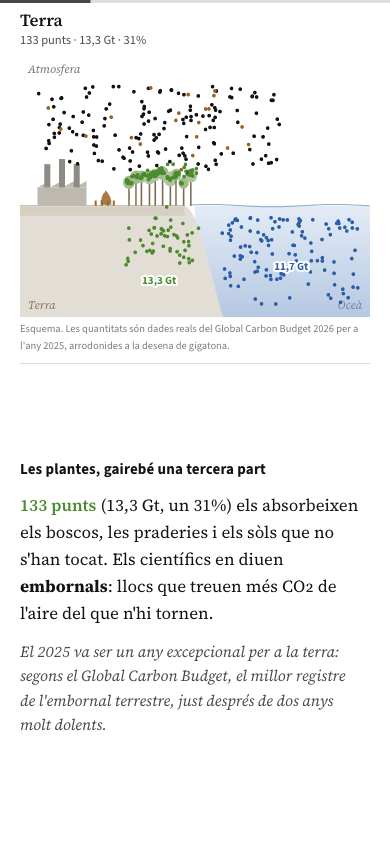 Terra
133 punts · 13,3 Gt · 31%
Atmosfera
11,7 Gt
13,3 Gt
Terra
Oceà
Esquema. Les quantitats són dades reals del Global Carbon Budget 2026 per a
l'any 2025, arrodonides a la desena de gigatona.
Les plantes, gairebé una tercera part
133 punts (13,3 Gt, un 31%) els absorbeixen
els boscos, les praderies i els sòls que no
s'han tocat. Els científics en diuen
embornals: llocs que treuen més CO₂ de
l'aire del que n'hi tornen.
El 2025 va ser un any excepcional per a la terra:
segons el Global Carbon Budget, el millor registre
de l'embornal terrestre, just després de dos anys
molt dolents.